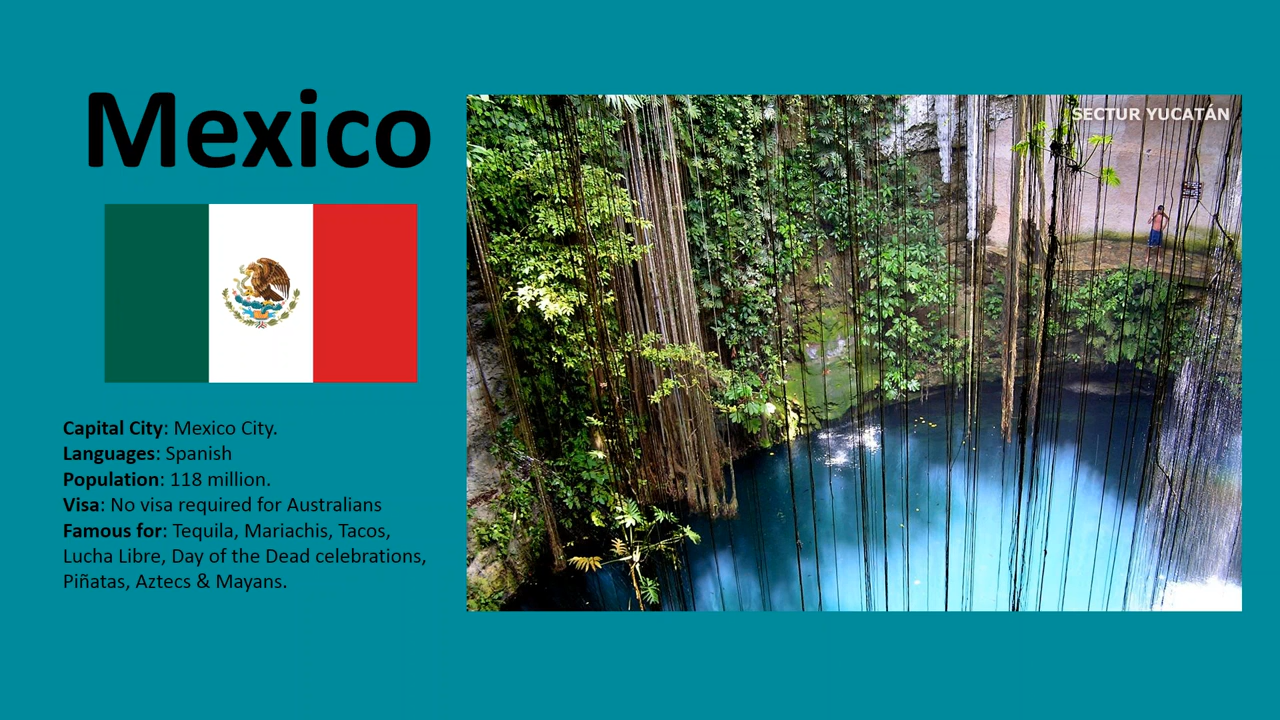 Mexico
SECTUR YUCATÁN
Capital City: Mexico City.
Languages: Spanish
Population: 118 million.
Visa: No visa required for Australians
Famous for: Tequila, Mariachis, Tacos,
Lucha Libre, Day of the Dead celebrations,
Piñatas, Aztecs & Mayans.